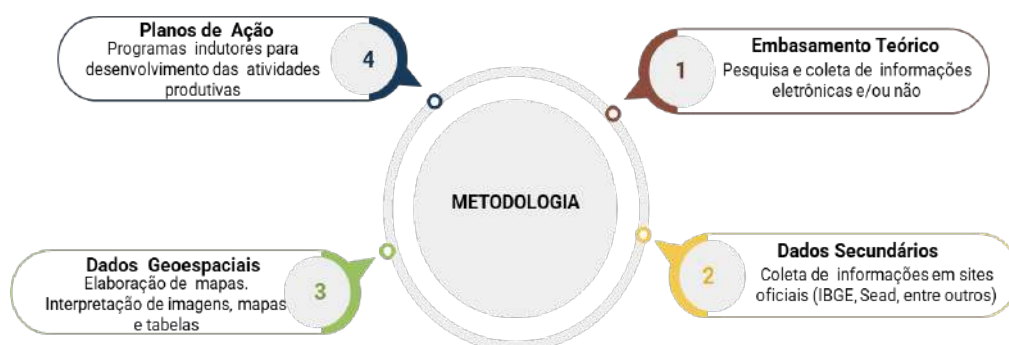 METODOLOGIA
1
Embasamento Teórico
Pesquisa e coleta de informações
eletrônicas e/ou não
2
Dados Secundários
Coleta de informações em sites
oficiais (IBGE, Sead, entre outros)
3
Dados Geoespaciais
Elaboração de mapas.
Interpretação de imagens, mapas
e tabelas
4
Planos de Ação
Programas indutores para
desenvolvimento das atividades
produtivas